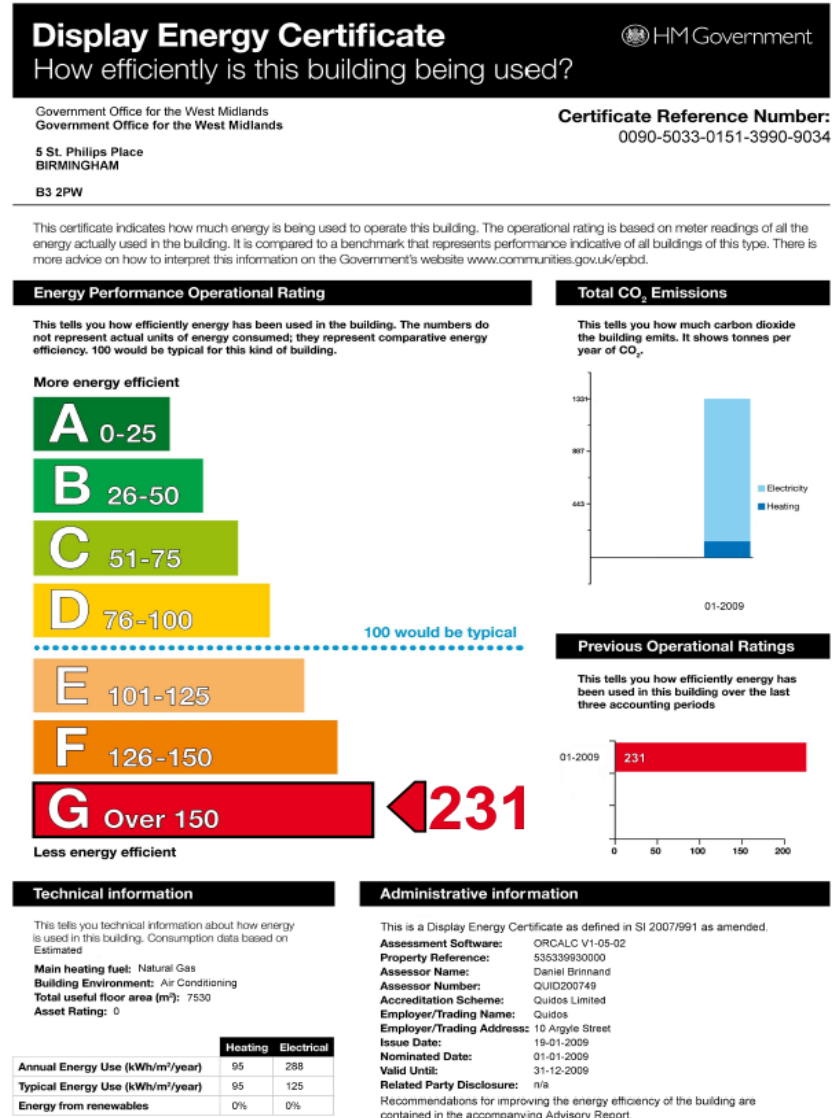 Display Energy Certificate
HM Government
How efficiently is this building being used?
Government Office for the West Midlands
Government Office for the West Midlands
5 St. Philips Place
BIRMINGHAM
B3 2PW
Certificate Reference Number:
0090-5033-0151-3990-9034
This certificate indicates how much energy is being used to operate this building. The operational rating is based on meter readings of all the
energy actually used in the building. It is compared to a benchmark that represents performance indicative of all buildings of this type. There is
more advice on how to interpret this information on the Government's website www.communities.gov.uk/epbd.
Energy Performance Operational Rating
This tells you how efficiently energy has been used in the building. The numbers do
not represent actual units of energy consumed; they represent comparative energy
efficiency. 100 would be typical for this kind of building.
More energy efficient
A 0-25
B 26-50
C 51-75
D 76-100
100 would be typical
E 101-125
F 126-150
G Over 150
231
Less energy efficient
Total CO₂ Emissions
This tells you how much carbon dioxide
the building emits. It shows tonnes per
year of CO₂.
1331
887
443
Electricity
Heating
01-2009
Previous Operational Ratings
This tells you how efficiently energy has
been used in this building over the last
three accounting periods
01-2009
231
0 50 100 150 200
Technical information
This tells you technical information about how energy
is used in this building. Consumption data based on
Estimated
Main heating fuel: Natural Gas
Building Environment: Air Conditioning
Total useful floor area (m²): 7530
Asset Rating: 0
Heating Electrical
Annual Energy Use (kWh/m²/year) 95 288
Typical Energy Use (kWh/m²/year) 95 125
Energy from renewables 0% 0%
Administrative information
This is a Display Energy Certificate as defined in SI 2007/991 as amended.
Assessment Software: ORCALC V1-05-02
Property Reference: 535339930000
Assessor Name: Daniel Brinnand
Assessor Number: QUID200749
Accreditation Scheme: Quidos Limited
Employer/Trading Name: Quidos
Employer/Trading Address: 10 Argyle Street
Issue Date: 19-01-2009
Nominated Date: 01-01-2009
Valid Until: 31-12-2009
Related Party Disclosure: n/a
Recommendations for improving the energy efficiency of the building are
contained in the accompanying Advisory Report.